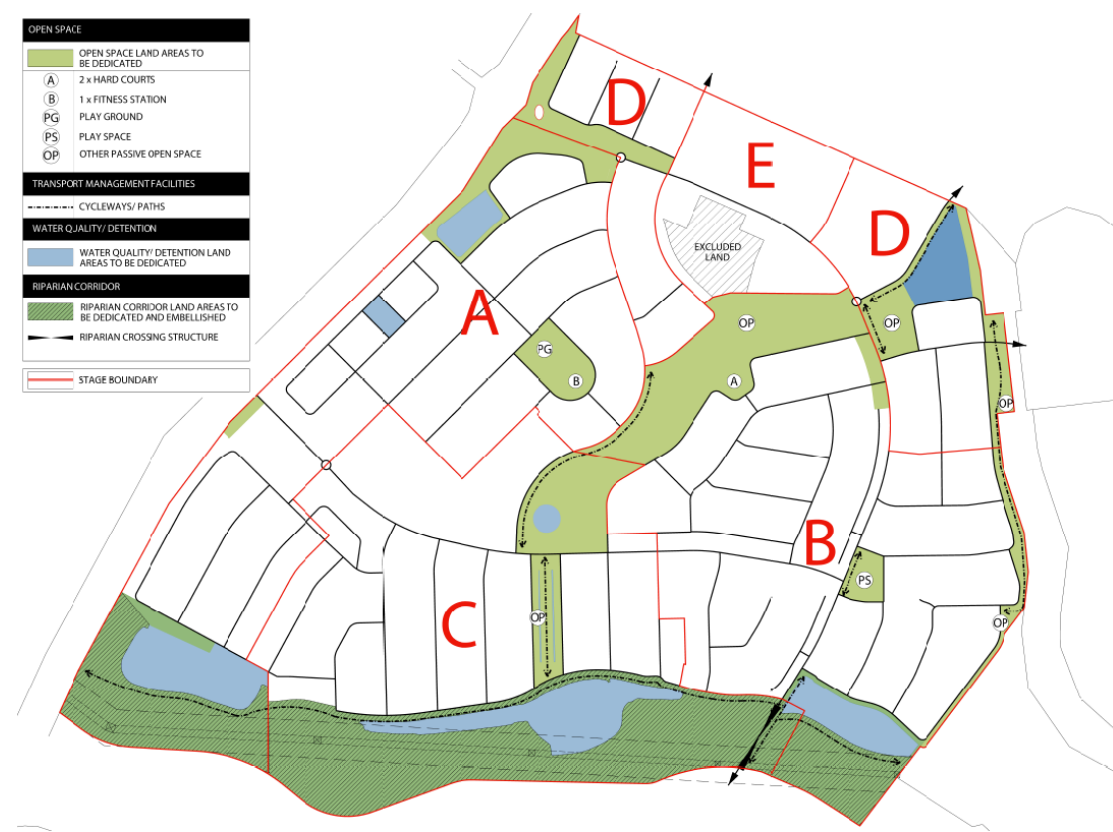 OPEN SPACE
OPEN SPACE LAND AREAS TO
BE DEDICATED
A 2 x HARD COURTS
B 1 x FITNESS STATION
PG PLAY GROUND
PS PLAY SPACE
OP OTHER PASSIVE OPEN SPACE
TRANSPORT MANAGEMENT FACILITIES
CYCLEWAYS/ PATHS
WATER QUALITY/ DETENTION
WATER QUALITY/ DETENTION LAND
AREAS TO BE DEDICATED
RIPARIAN CORRIDOR
RIPARIAN CORRIDOR LAND AREAS TO
BE DEDICATED AND EMBELLISHED
RIPARIAN CROSSING STRUCTURE
STAGE BOUNDARY
D
E
D
EXCLUDED
LAND
A
OP
OP
PG
B
A
OP
B
PS
C
OP
OP